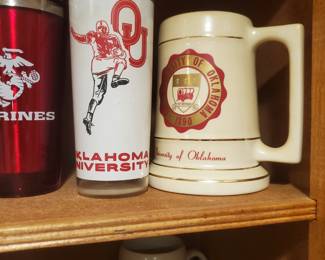 RINES
OU
OKLAHOMA
UNIVERSITY
OF OKLAHOMA
1890
University of Oklahoma